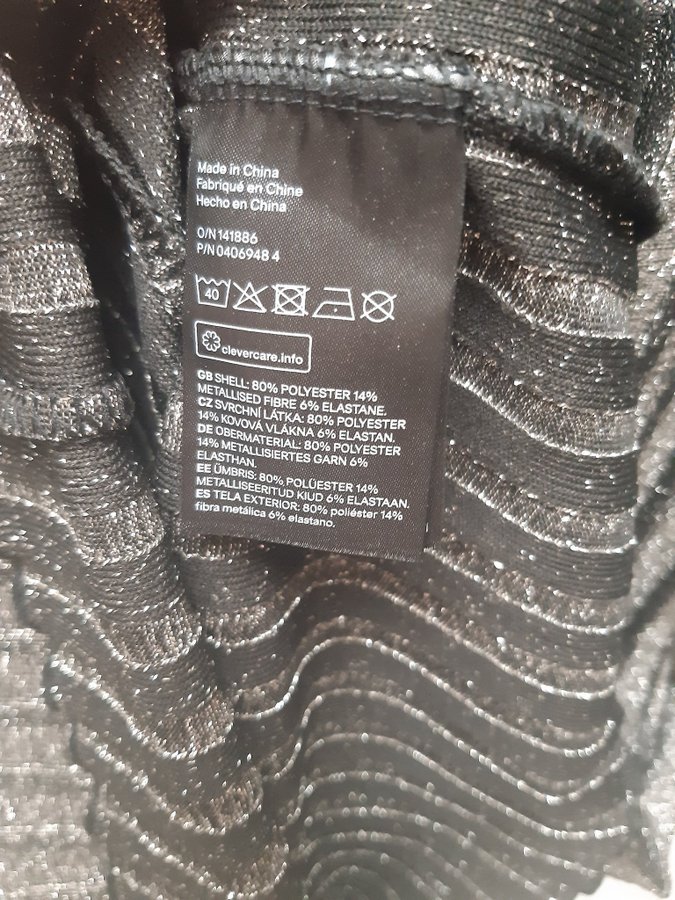 Made in China
Fabriqué en Chine
Hecho en China
O/N 141886
P/N 0406948 4
40
clevercare.info
GB SHELL: 80% POLYESTER 14%
METALLISED FIBRE 6% ELASTANE.
CZ SVRCHNÍ LÁTKA: 80% POLYESTER
14% KOVOVÁ VLÁKNA 6% ELASTAN.
DE OBERMATERIAL: 80% POLYESTER
14% METALLISIERTES GARN 6%
ELASTHAN.
EE ÜMBRIS: 80% POLÜESTER 14%
METALLISEERITUD KIUD 6% ELASTAAN.
ES TELA EXTERIOR: 80% poliéster 14%
fibra metálica 6% elastano.